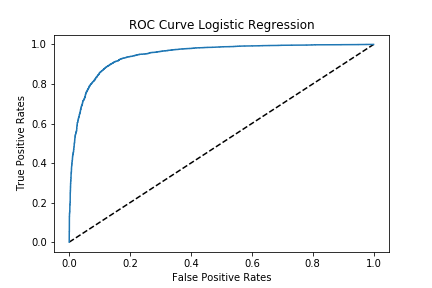 ROC Curve Logistic Regression
True Positive Rates
1.0
0.8
0.6
0.4
0.2
0.0
0.0 0.2 0.4 0.6 0.8 1.0
False Positive Rates